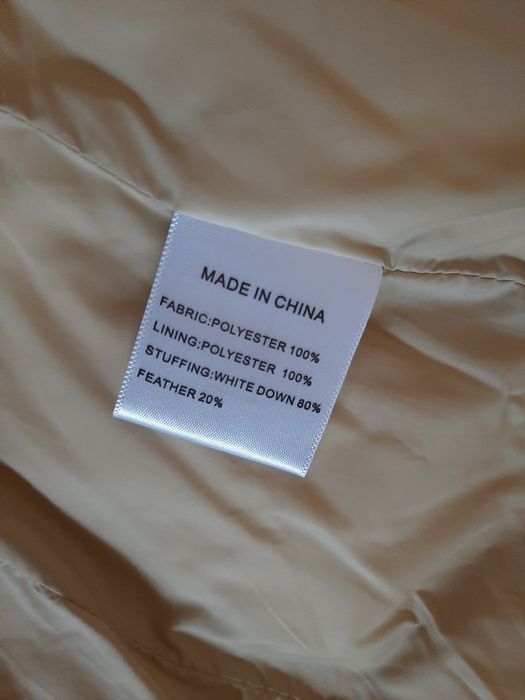 MADE IN CHINA
FABRIC:POLYESTER 100%
LINING:POLYESTER 100%
STUFFING:WHITE DOWN 80%
FEATHER 20%